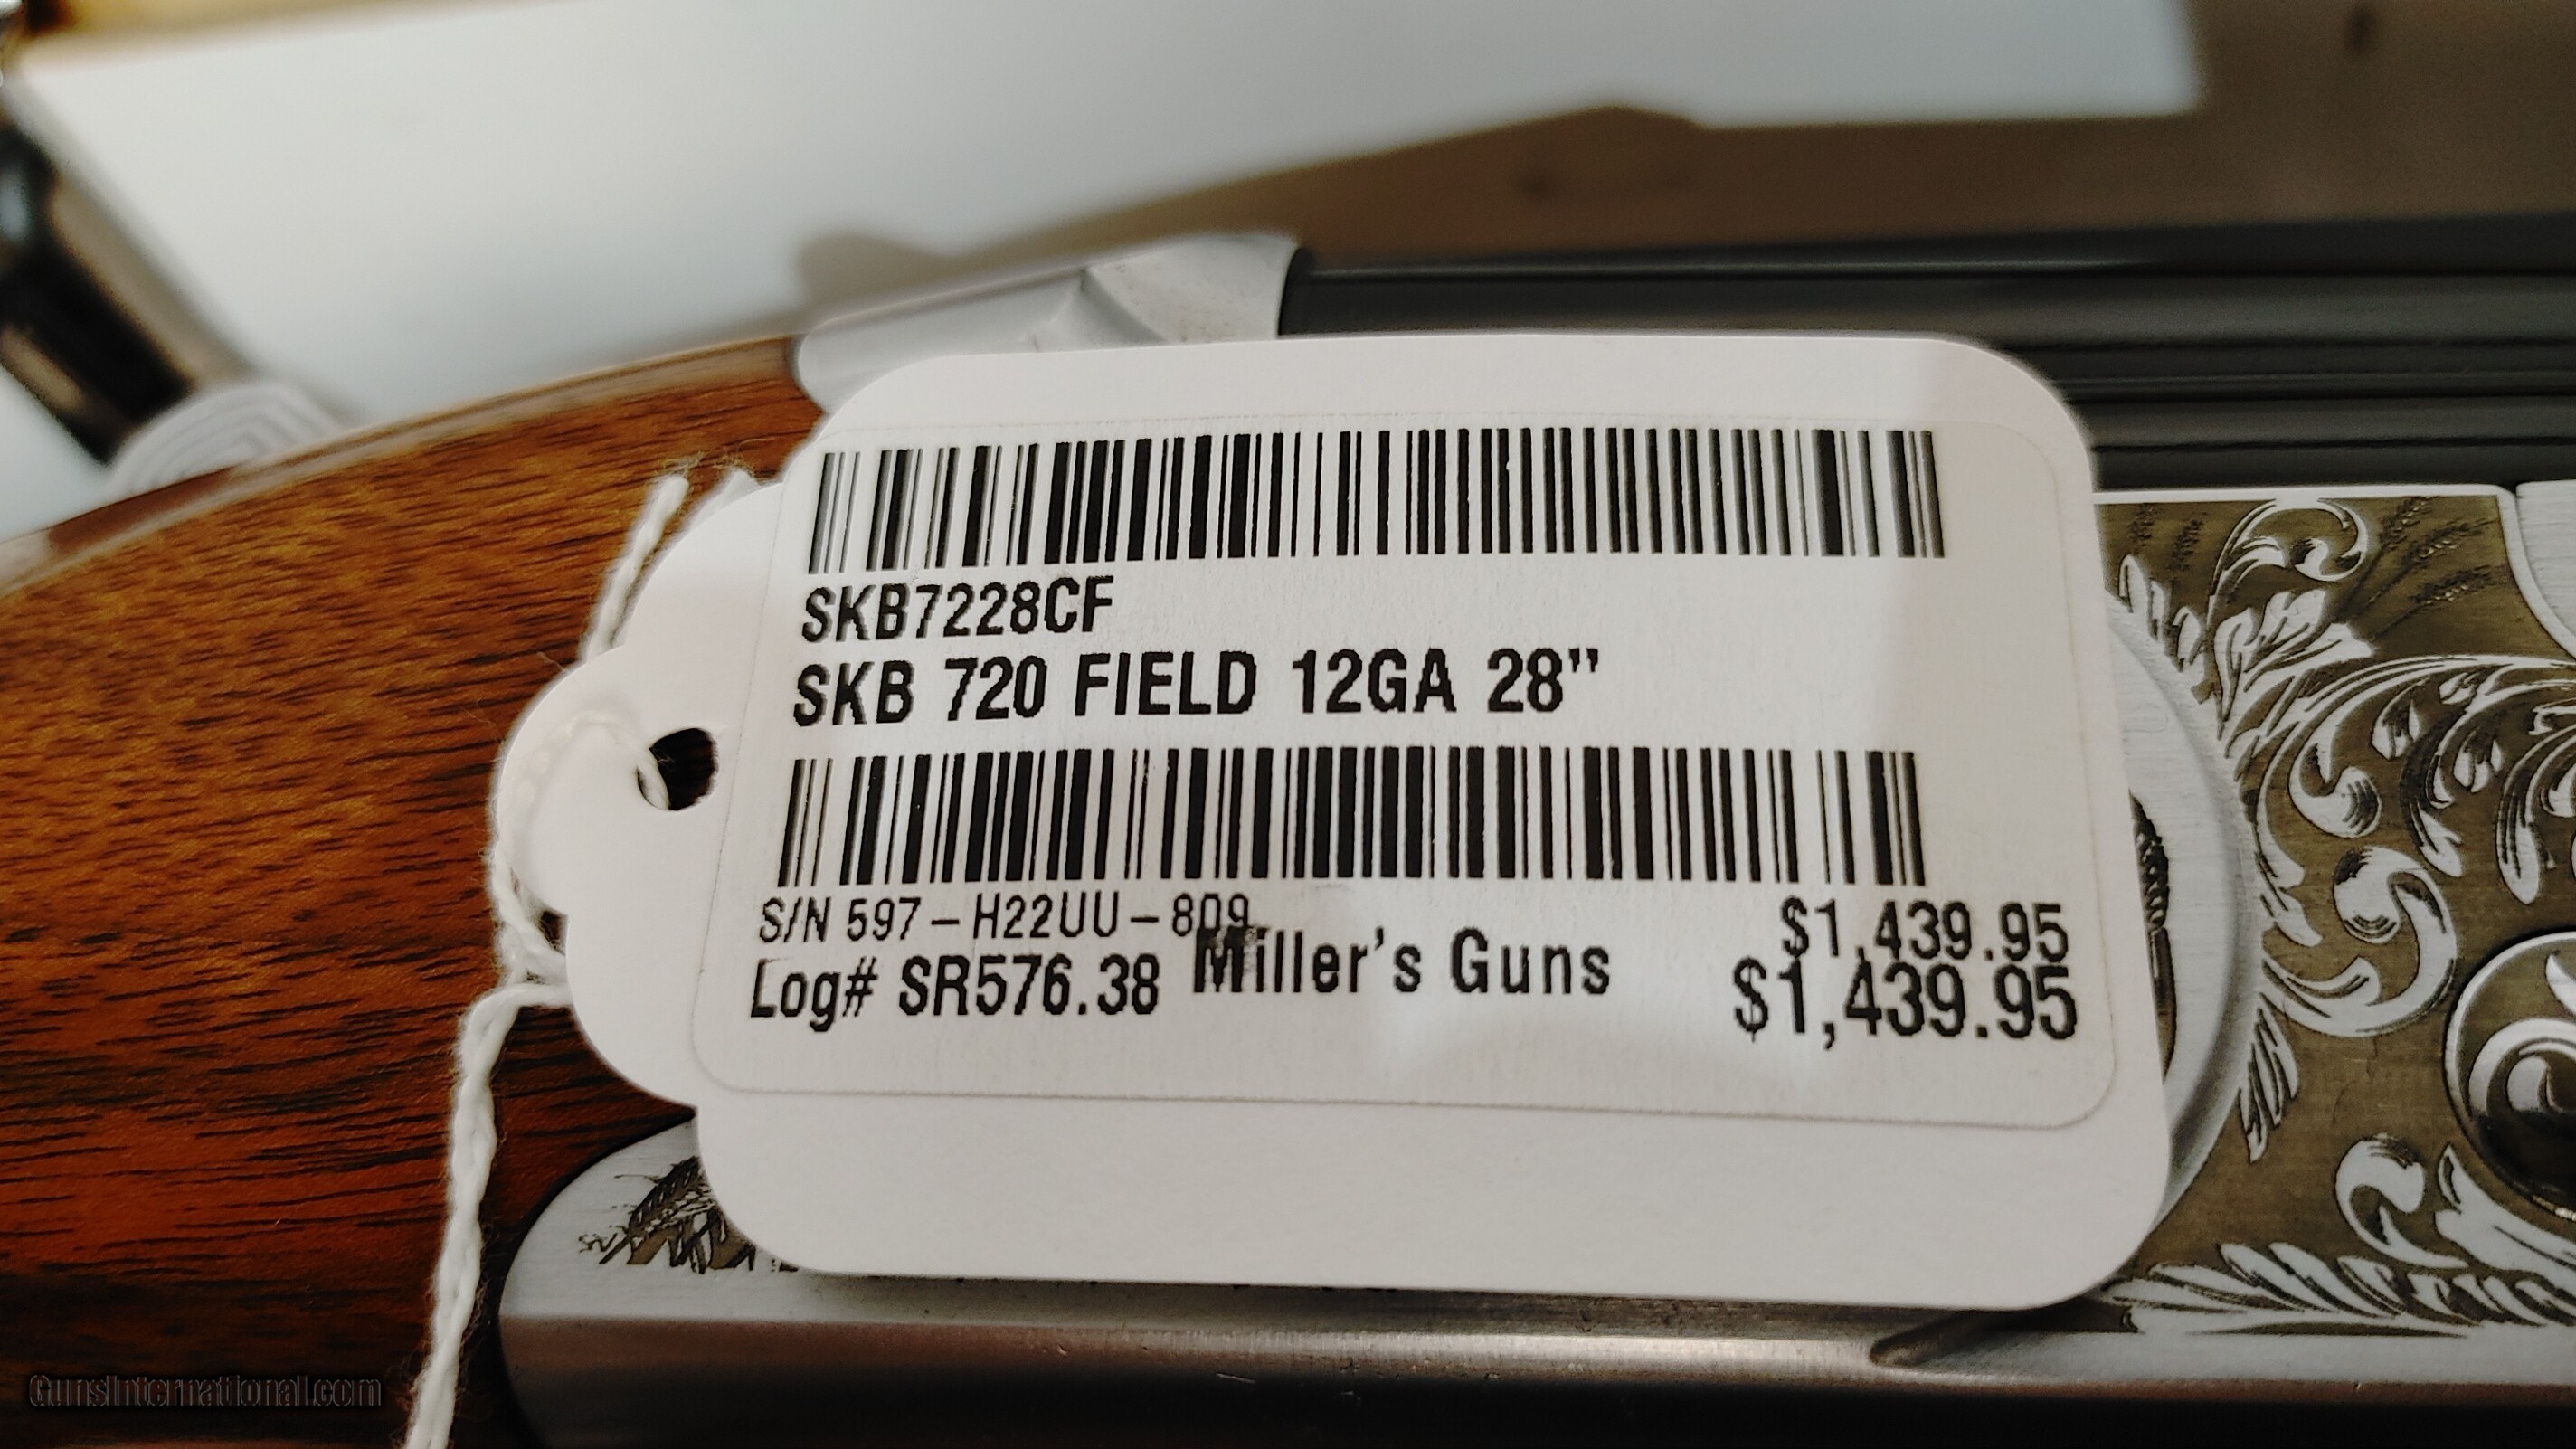 SKB7228CF
SKB 720 FIELD 12GA 28"
S/N 597-H22UU-809
$1,439.95
Log# SR576.38
Miller's Guns
$1,439.95
GunsInternational.com